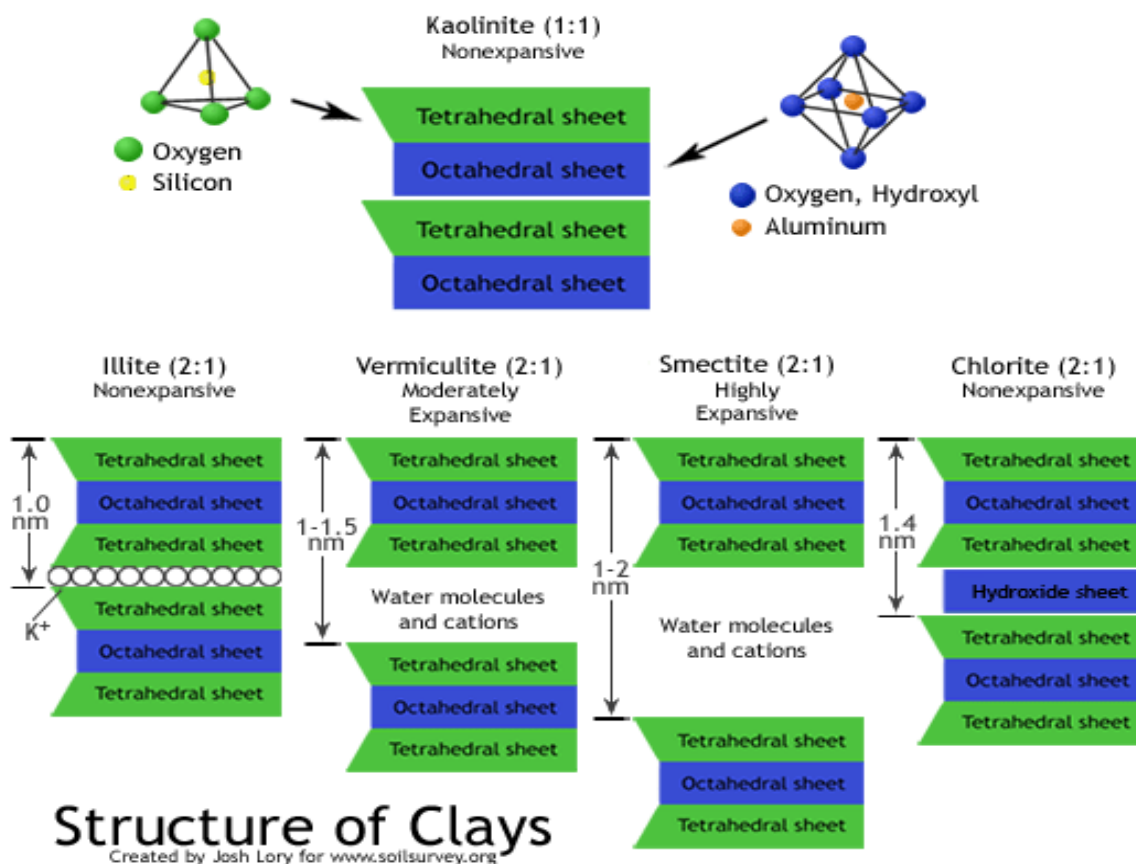 Kaolinite (1:1)
Nonexpansive
Oxygen
Silicon
Tetrahedral sheet
Octahedral sheet
Tetrahedral sheet
Octahedral sheet
Oxygen, Hydroxyl
Aluminum
Illite (2:1)
Nonexpansive
1.0
nm
Tetrahedral sheet
Octahedral sheet
Tetrahedral sheet
K+
Tetrahedral sheet
Octahedral sheet
Tetrahedral sheet
Vermiculite (2:1)
Moderately
Expansive
1-1.5
nm
Tetrahedral sheet
Octahedral sheet
Tetrahedral sheet
Water molecules
and cations
Tetrahedral sheet
Octahedral sheet
Tetrahedral sheet
Smectite (2:1)
Highly
Expansive
1-2
nm
Tetrahedral sheet
Octahedral sheet
Tetrahedral sheet
Water molecules
and cations
Tetrahedral sheet
Octahedral sheet
Tetrahedral sheet
Chlorite (2:1)
Nonexpansive
1.4
nm
Tetrahedral sheet
Octahedral sheet
Tetrahedral sheet
Hydroxide sheet
Tetrahedral sheet
Octahedral sheet
Tetrahedral sheet
Structure of Clays
Created by Josh Lory for www.soilsurvey.org